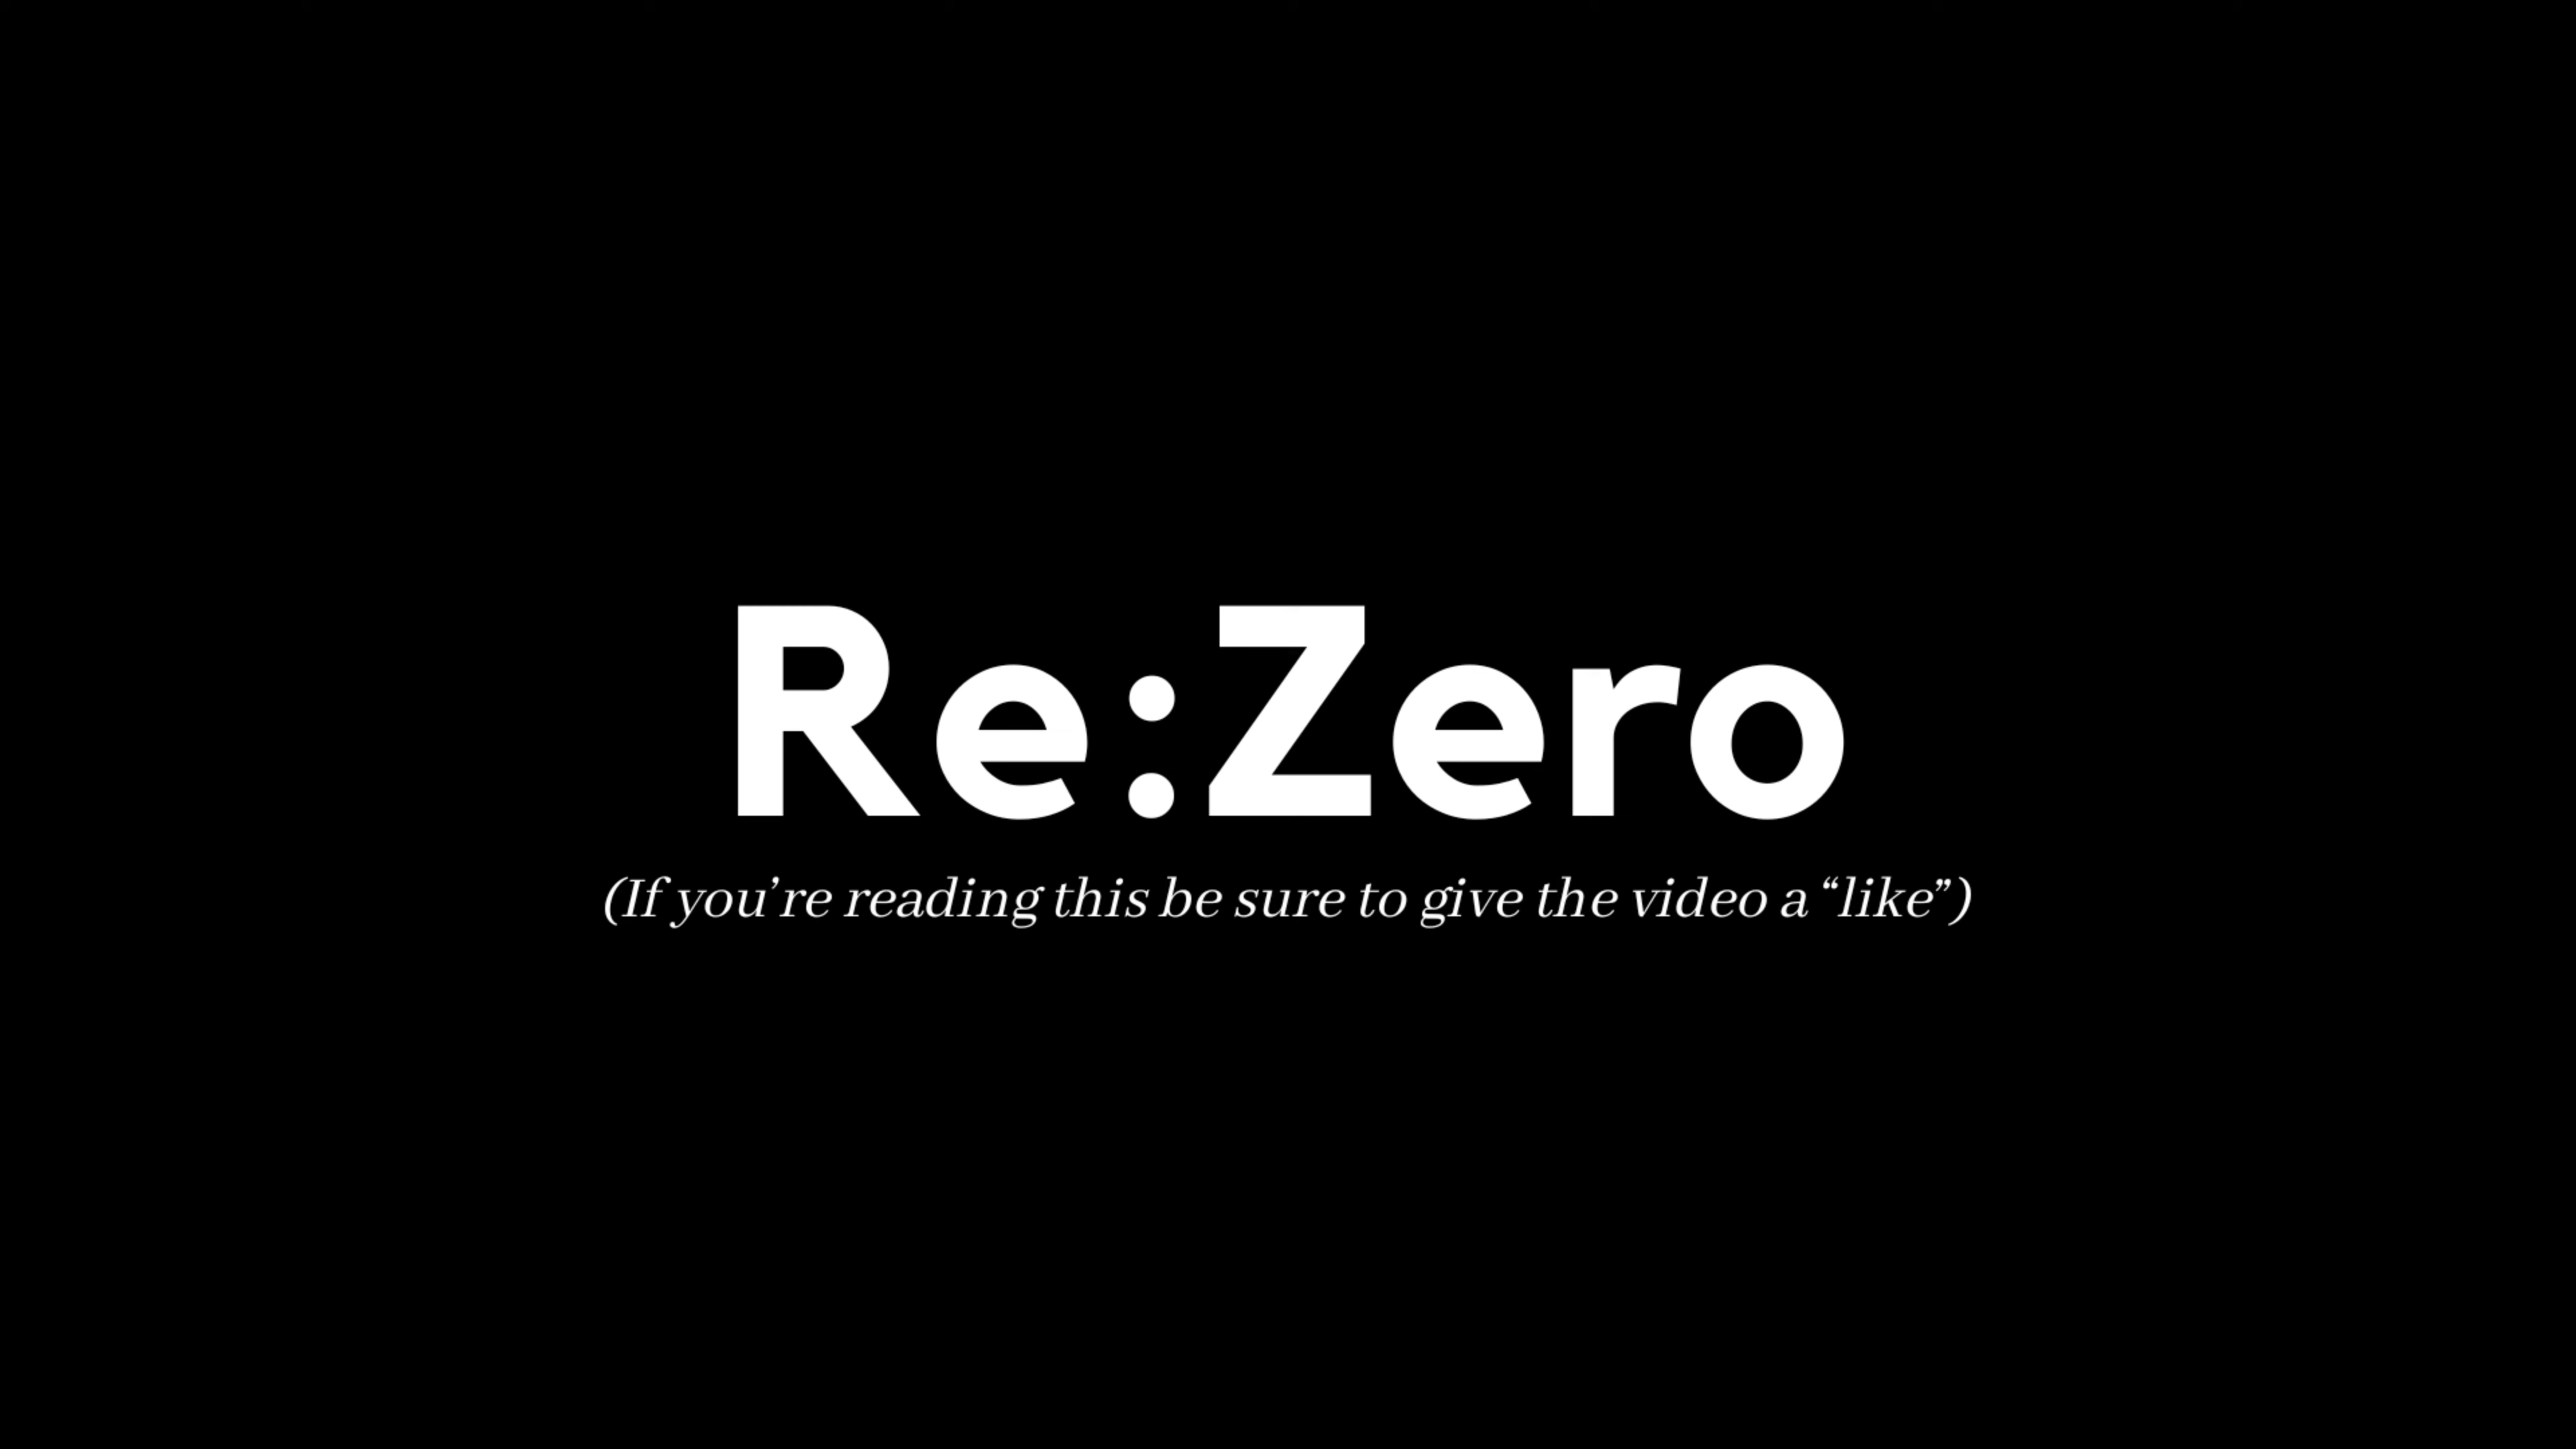 Re:Zero
(If you’re reading this be sure to give the video a “like”)